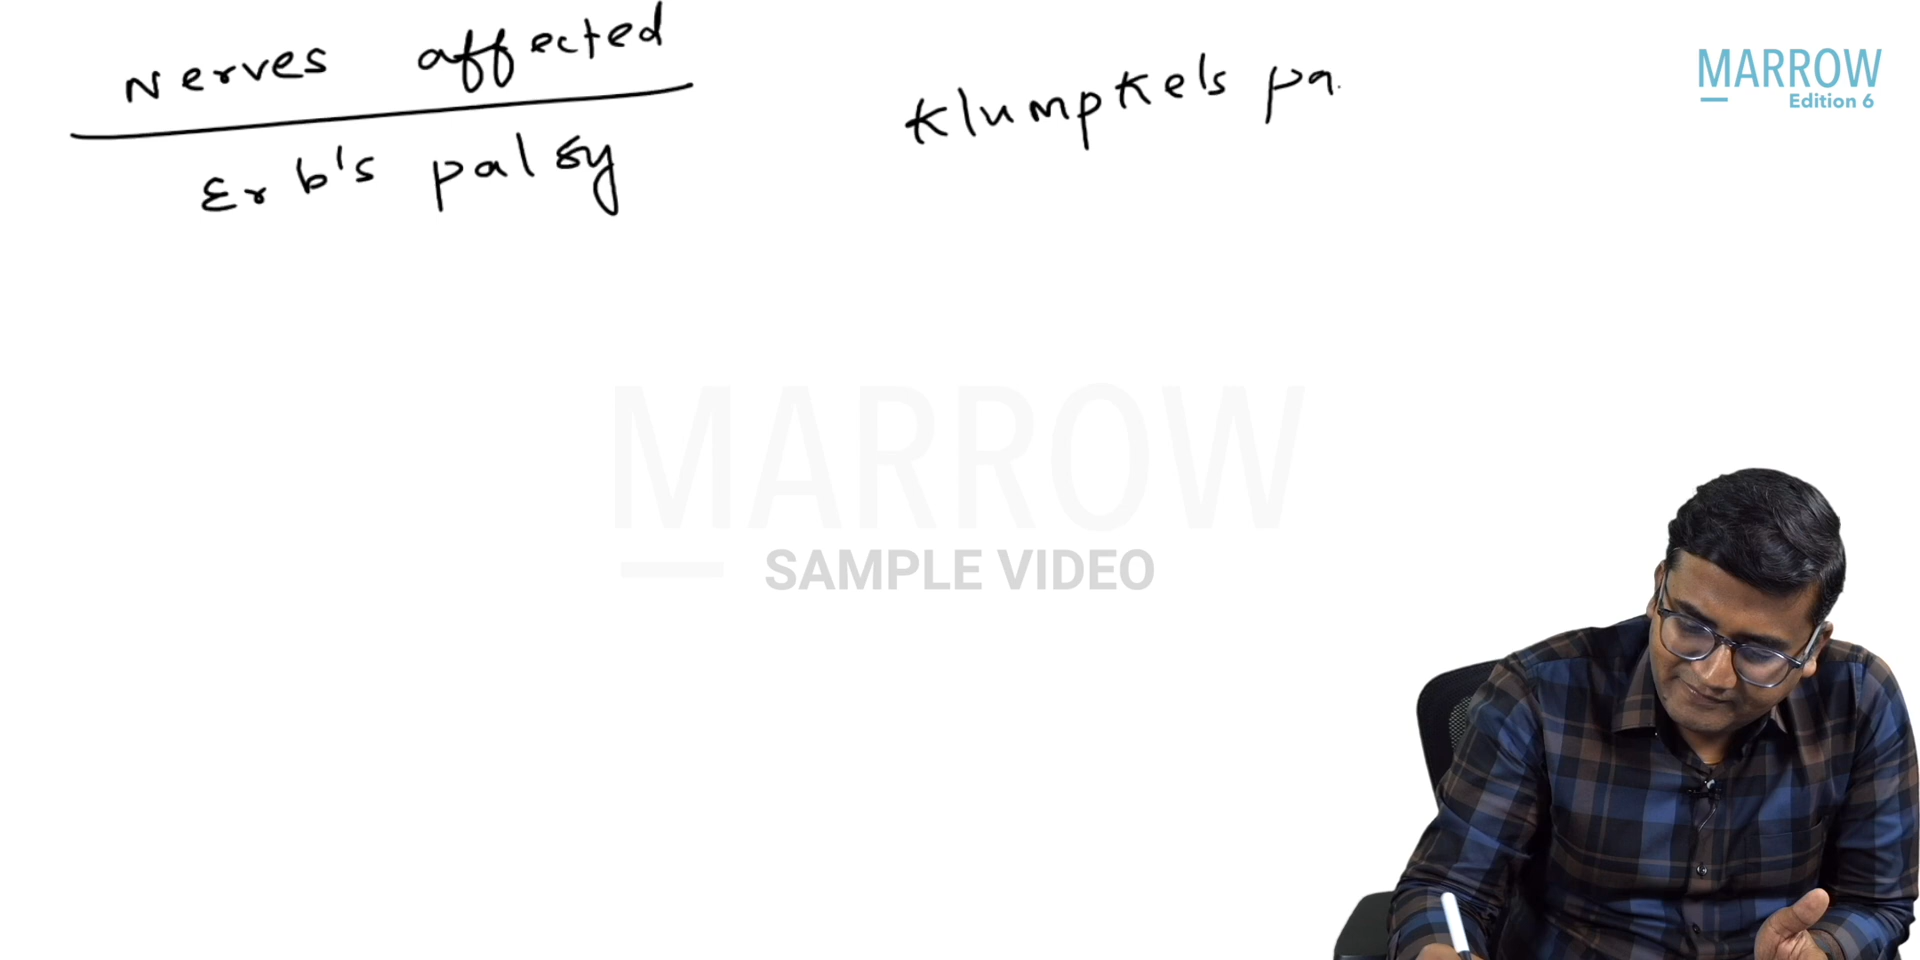 Nerves affected
Erb's palsy
Klumpkels pa
MARROW
Edition 6
MARROW
SAMPLE VIDEO